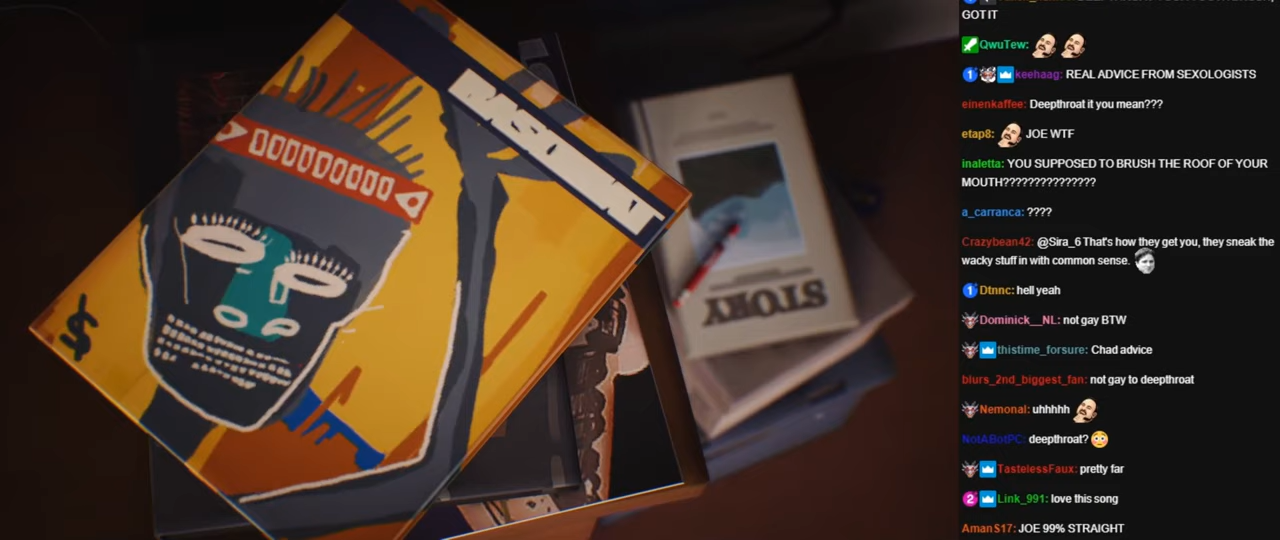 BASQUIAT
STORY
GOT IT
QwuTew:
keehaag: REAL ADVICE FROM SEXOLOGISTS
einenkaffee: Deepthroat it you mean???
etap8: JOE WTF
inaletta: YOU SUPPOSED TO BRUSH THE ROOF OF YOUR
MOUTH???????????????
a_carranca: ????
Crazybean42: @Sira_6 That's how they get you, they sneak the
wacky stuff in with common sense.
Dtnnc: hell yeah
Dominick__NL: not gay BTW
thistime_forsure: Chad advice
blurs_2nd_biggest_fan: not gay to deepthroat
Nemonal: uhhhhh
NotABotPC: deepthroat?
TastelessFaux: pretty far
Link_991: love this song
AmanS17: JOE 99% STRAIGHT